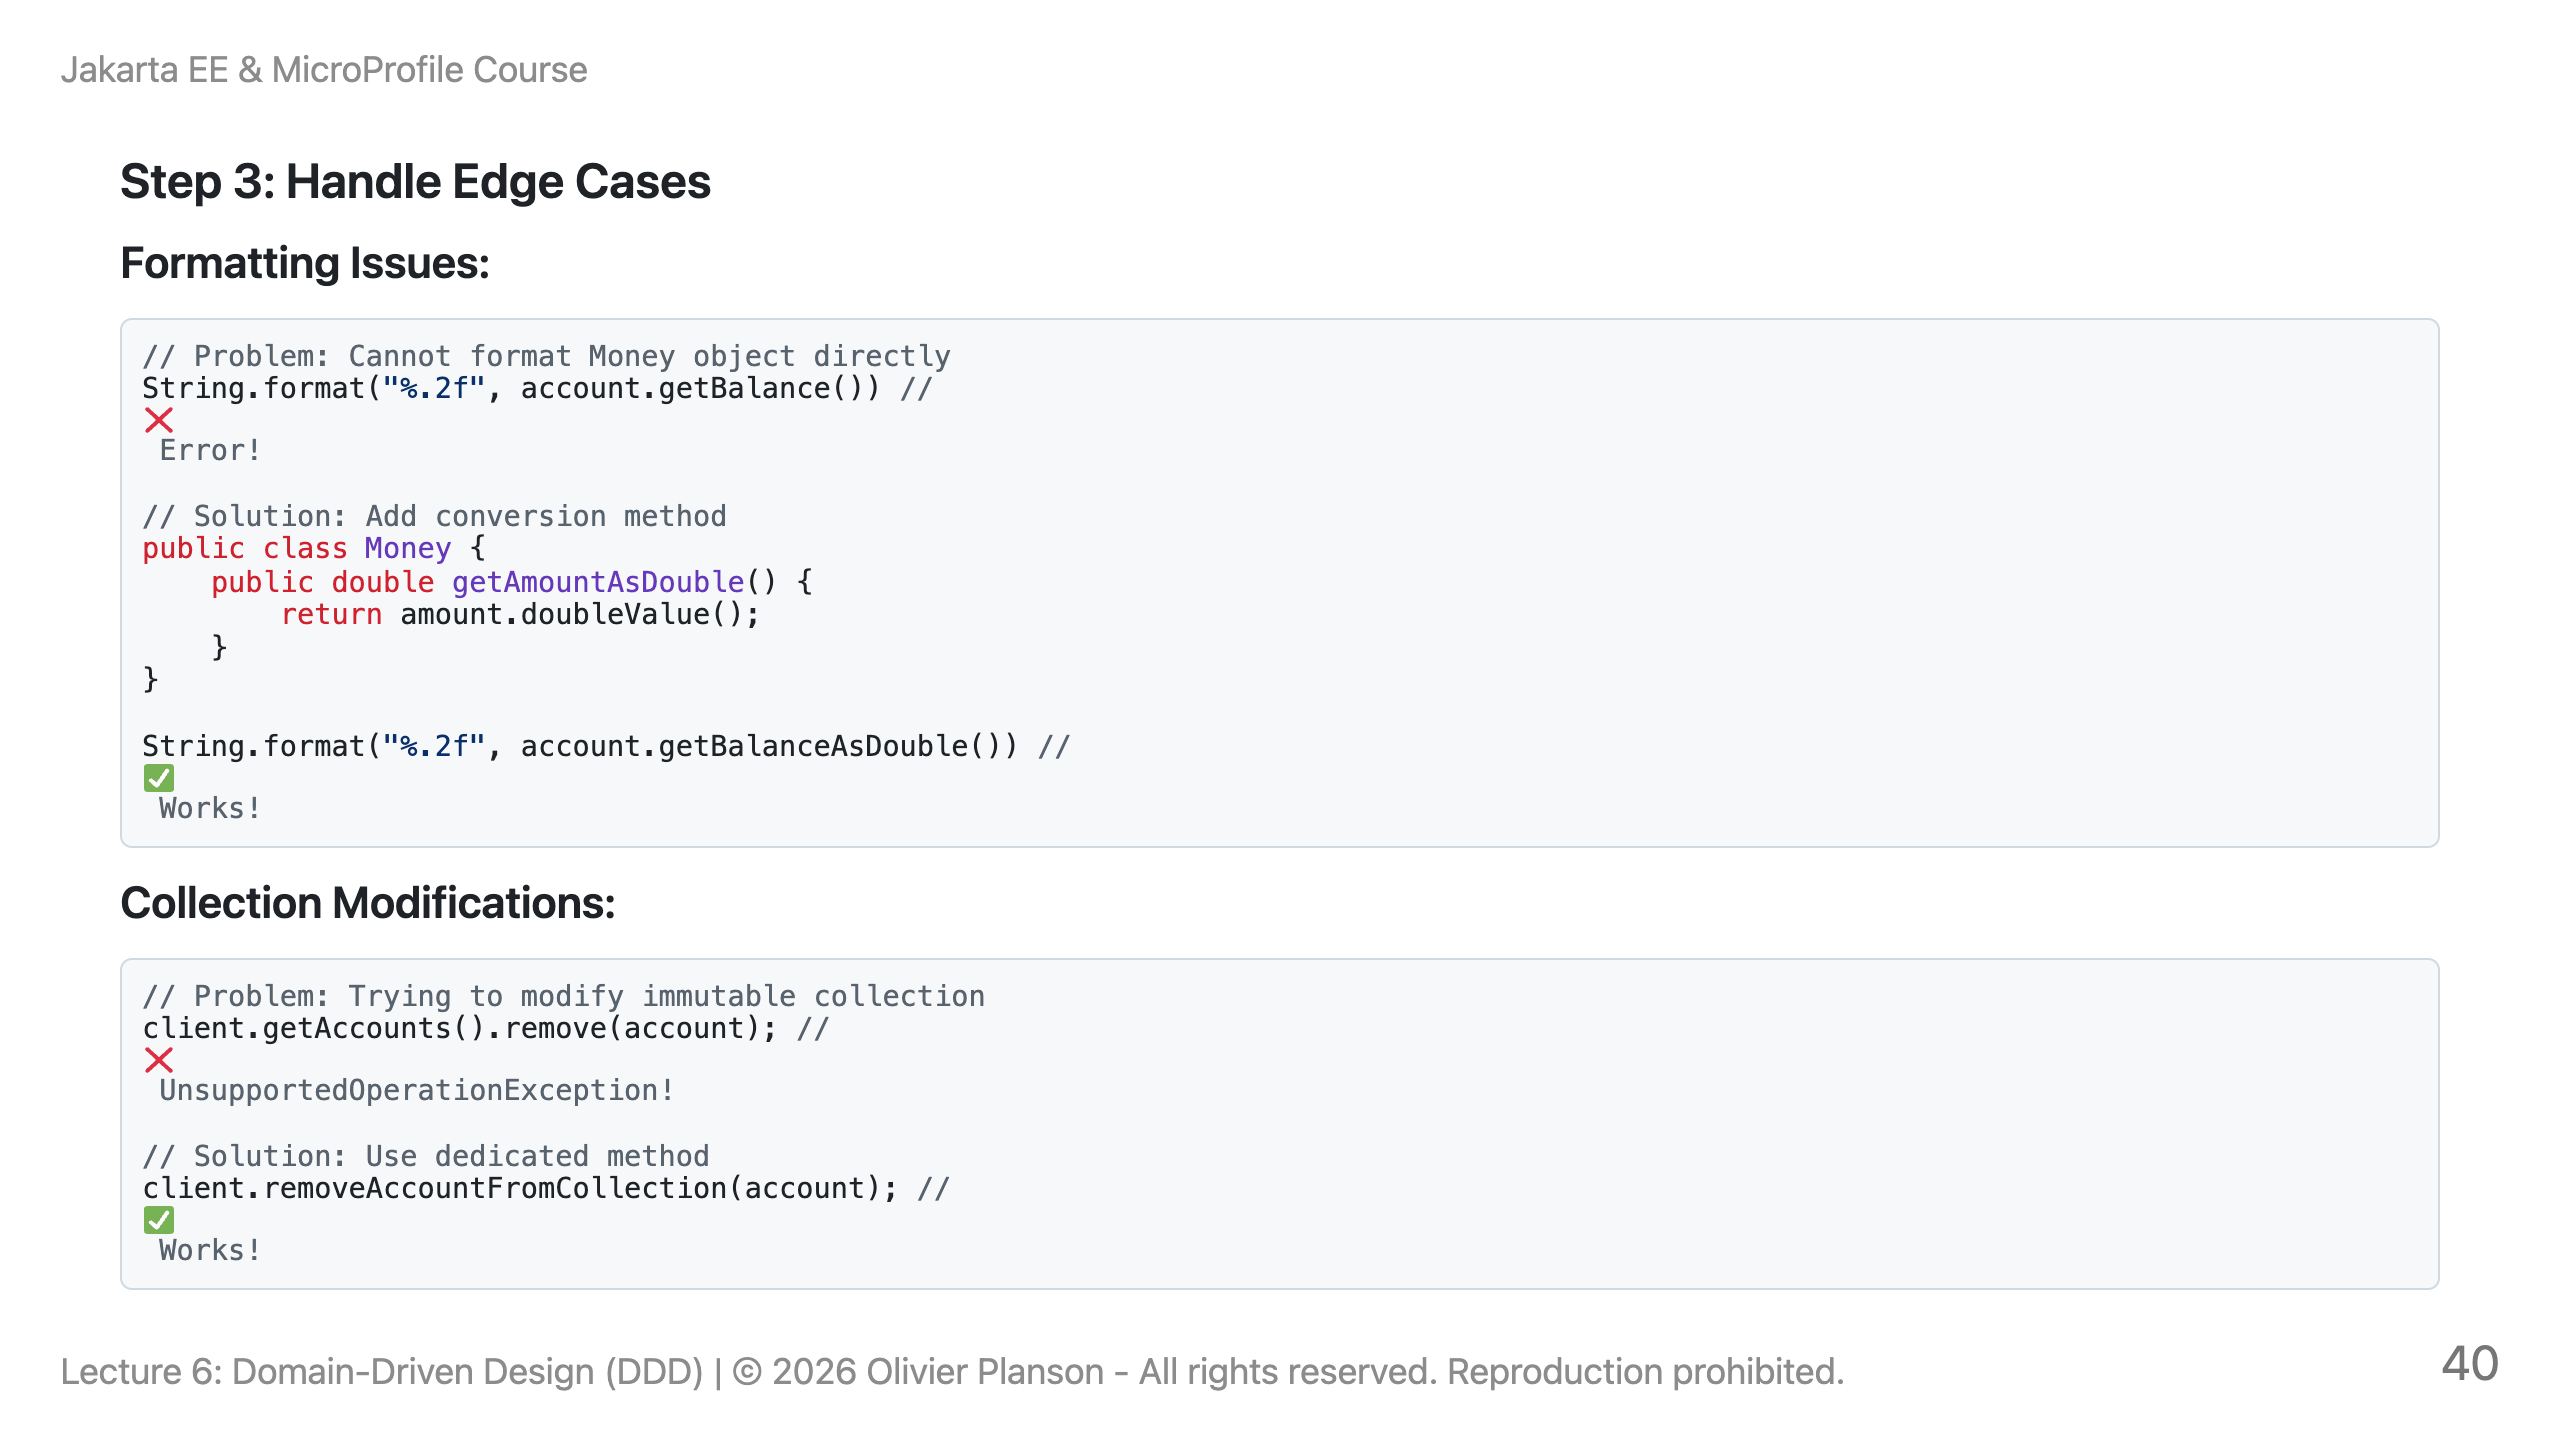 Jakarta EE & MicroProfile Course
Step 3: Handle Edge Cases
Formatting Issues:
// Problem: Cannot format Money object directly
String.format("%.2f", account.getBalance()) //
❌
 Error!
// Solution: Add conversion method
public class Money {
    public double getAmountAsDouble() {
        return amount.doubleValue();
    }
}
String.format("%.2f", account.getBalanceAsDouble()) //
✅
 Works!
Collection Modifications:
// Problem: Trying to modify immutable collection
client.getAccounts().remove(account); //
❌
 UnsupportedOperationException!
// Solution: Use dedicated method
client.removeAccountFromCollection(account); //
✅
 Works!
Lecture 6: Domain-Driven Design (DDD) | © 2026 Olivier Planson - All rights reserved. Reproduction prohibited.
40